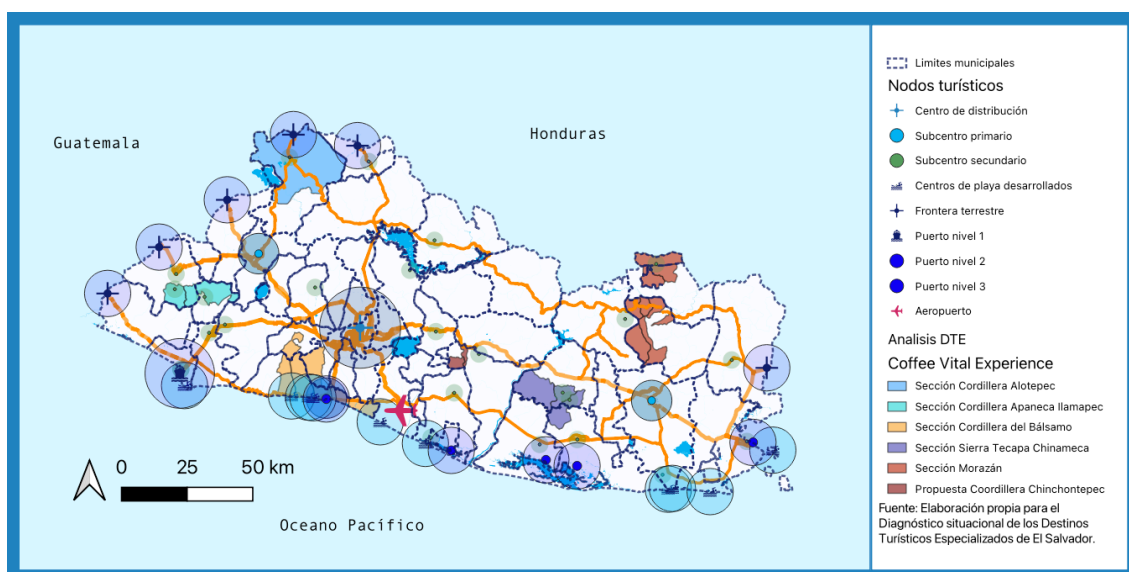 Guatemala
Honduras
0 25 50 km
Oceano Pacífico
Limites municipales
Nodos turísticos
Centro de distribución
Subcentro primario
Subcentro secundario
Centros de playa desarrollados
Frontera terrestre
Puerto nivel 1
Puerto nivel 2
Puerto nivel 3
Aeropuerto
Analisis DTE
Coffee Vital Experience
Sección Cordillera Alotepec
Sección Cordillera Apaneca Ilamapec
Sección Cordillera del Bálsamo
Sección Sierra Tecapa Chinameca
Sección Morazán
Propuesta Coordillera Chinchontepec
Fuente: Elaboración propia para el
Diagnóstico situacional de los Destinos
Turísticos Especializados de El Salvador.